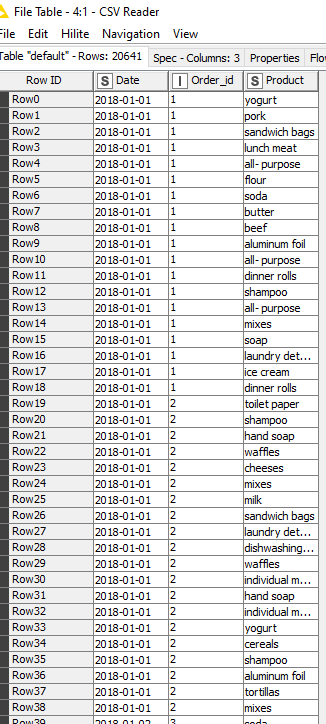 File Table - 4:1 - CSV Reader
File Edit Hilite Navigation View
Table "default" - Rows: 20641 Spec - Columns: 3 Properties Flow
Row ID S Date I Order_id S Product
Row0 2018-01-01 1 yogurt
Row1 2018-01-01 1 pork
Row2 2018-01-01 1 sandwich bags
Row3 2018-01-01 1 lunch meat
Row4 2018-01-01 1 all- purpose
Row5 2018-01-01 1 flour
Row6 2018-01-01 1 soda
Row7 2018-01-01 1 butter
Row8 2018-01-01 1 beef
Row9 2018-01-01 1 aluminum foil
Row10 2018-01-01 1 all- purpose
Row11 2018-01-01 1 dinner rolls
Row12 2018-01-01 1 shampoo
Row13 2018-01-01 1 all- purpose
Row14 2018-01-01 1 mixes
Row15 2018-01-01 1 soap
Row16 2018-01-01 1 laundry det...
Row17 2018-01-01 1 ice cream
Row18 2018-01-01 1 dinner rolls
Row19 2018-01-01 2 toilet paper
Row20 2018-01-01 2 shampoo
Row21 2018-01-01 2 hand soap
Row22 2018-01-01 2 waffles
Row23 2018-01-01 2 cheeses
Row24 2018-01-01 2 mixes
Row25 2018-01-01 2 milk
Row26 2018-01-01 2 sandwich bags
Row27 2018-01-01 2 laundry det...
Row28 2018-01-01 2 dishwashing...
Row29 2018-01-01 2 waffles
Row30 2018-01-01 2 individual m...
Row31 2018-01-01 2 hand soap
Row32 2018-01-01 2 individual m...
Row33 2018-01-01 2 yogurt
Row34 2018-01-01 2 cereals
Row35 2018-01-01 2 shampoo
Row36 2018-01-01 2 aluminum foil
Row37 2018-01-01 2 tortillas
Row38 2018-01-01 2 mixes
Row39 2018-01-02 3 soda